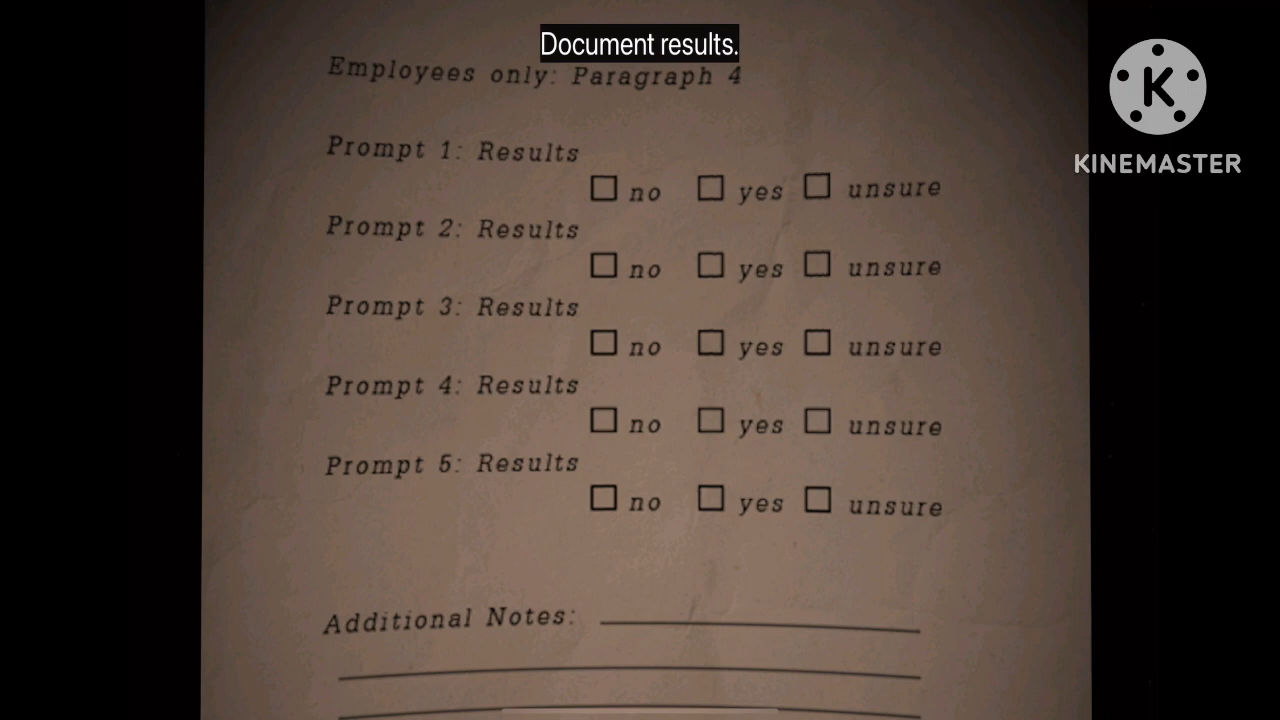 Document results.
Employees only: Paragraph 4
K
KINEMASTER
Prompt 1: Results
no yes unsure
Prompt 2: Results
no yes unsure
Prompt 3: Results
no yes unsure
Prompt 4: Results
no yes unsure
Prompt 5: Results
no yes unsure
Additional Notes: